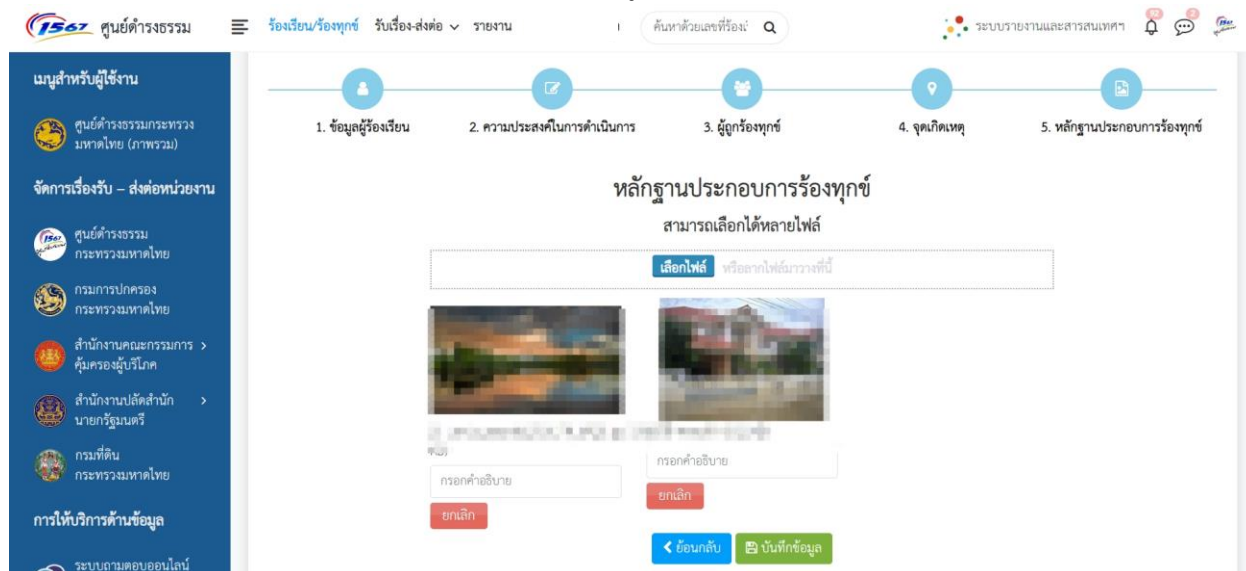 1567 ศูนย์ดำรงธรรม
ร้องเรียน/ร้องทุกข์ รับเรื่อง-ส่งต่อ รายงาน
ค้นหาด้วยเลขที่ร้องเ
ระบบรายงานและสารสนเทศฯ
92
2
เมนูสำหรับผู้ใช้งาน
ศูนย์ดำรงธรรมกระทรวง
มหาดไทย (ภาพรวม)
จัดการเรื่องรับ – ส่งต่อหน่วยงาน
ศูนย์ดำรงธรรม
กระทรวงมหาดไทย
กรมการปกครอง
กระทรวงมหาดไทย
สำนักงานคณะกรรมการ >
คุ้มครองผู้บริโภค
สำนักงานปลัดสำนัก >
นายกรัฐมนตรี
กรมที่ดิน
กระทรวงมหาดไทย
การให้บริการด้านข้อมูล
ระบบถามตอบออนไลน์
1. ข้อมูลผู้ร้องเรียน
2. ความประสงค์ในการดำเนินการ
3. ผู้ถูกร้องทุกข์
4. จุดเกิดเหตุ
5. หลักฐานประกอบการร้องทุกข์
หลักฐานประกอบการร้องทุกข์
สามารถเลือกได้หลายไฟล์
เลือกไฟล์ หรือลากไฟล์มาวางที่นี่
กรอกคำอธิบาย
ยกเลิก
กรอกคำอธิบาย
ยกเลิก
ย้อนกลับ บันทึกข้อมูล